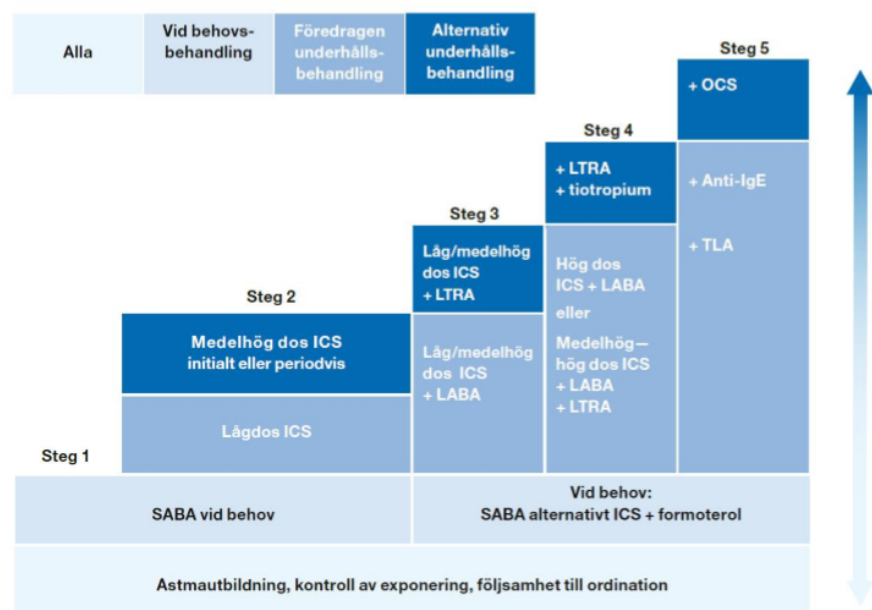 Alla
Vid behovs-
behandling
Föredragen
underhålls-
behandling
Alternativ
underhålls-
behandling
Steg 5
+ OCS
+ Anti-IgE
+ TLA
Steg 4
+ LTRA
+ tiotropium
Hög dos
ICS + LABA
eller
Medelhög—
hög dos ICS
+ LABA
+ LTRA
Steg 3
Låg/medelhög
dos ICS
+ LTRA
Låg/medelhög
dos ICS
+ LABA
Steg 2
Medelhög dos ICS
initialt eller periodvis
Lågdos ICS
Steg 1
SABA vid behov
Vid behov:
SABA alternativt ICS + formoterol
Astmautbildning, kontroll av exponering, följsamhet till ordination